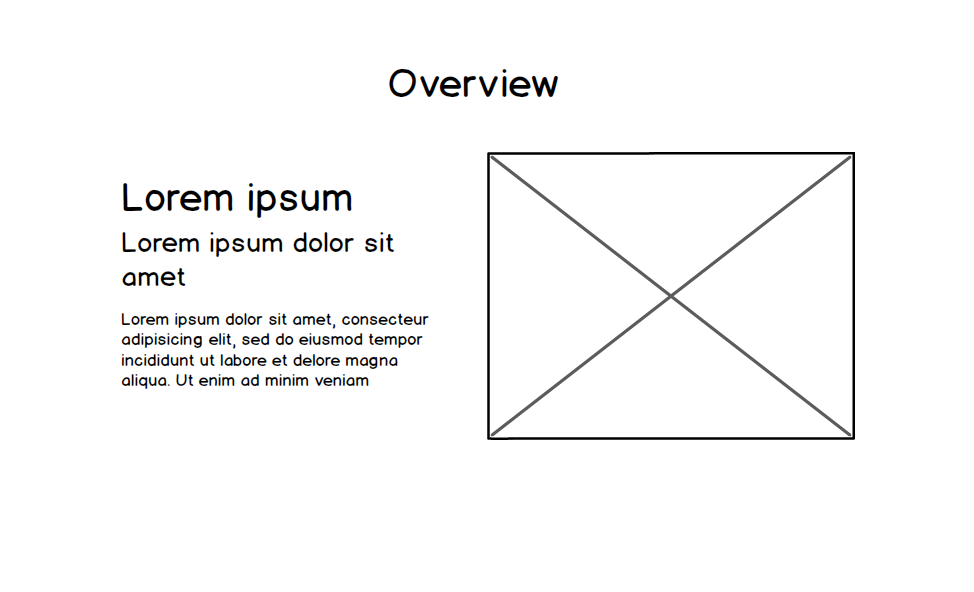 Overview
Lorem ipsum
Lorem ipsum dolor sit
amet
Lorem ipsum dolor sit amet, consecteur
adipisicing elit, sed do eiusmod tempor
incididunt ut labore et delore magna
aliqua. Ut enim ad minim veniam